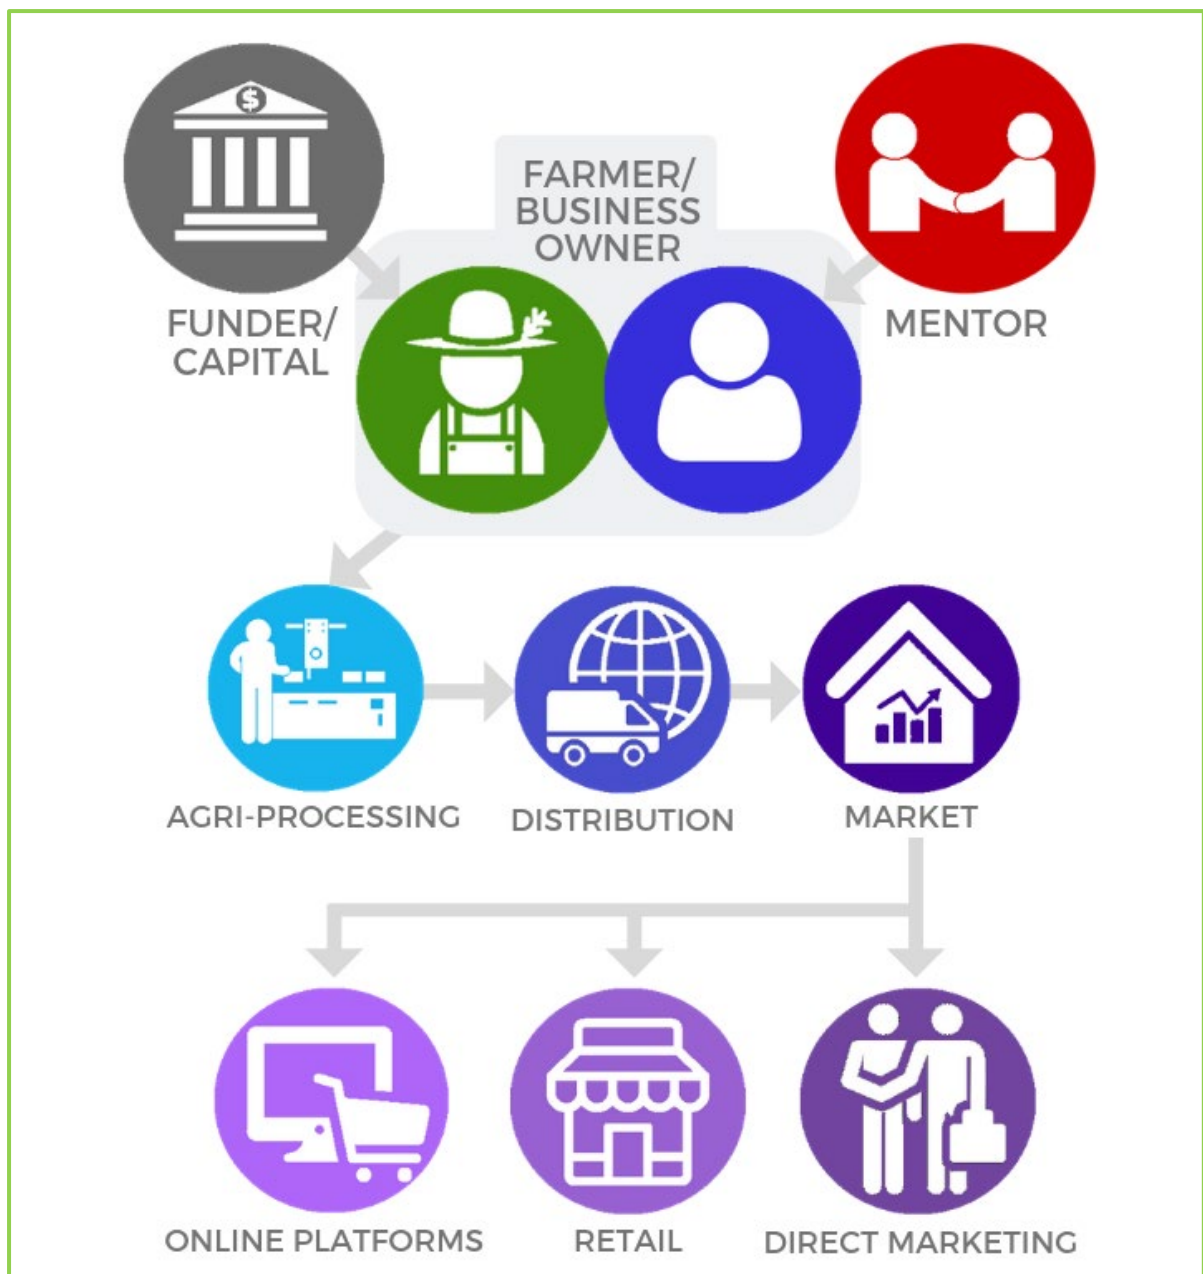 $
FARMER/
BUSINESS
OWNER
FUNDER/
CAPITAL
MENTOR
AGRI-PROCESSING
DISTRIBUTION
MARKET
ONLINE PLATFORMS
RETAIL
DIRECT MARKETING